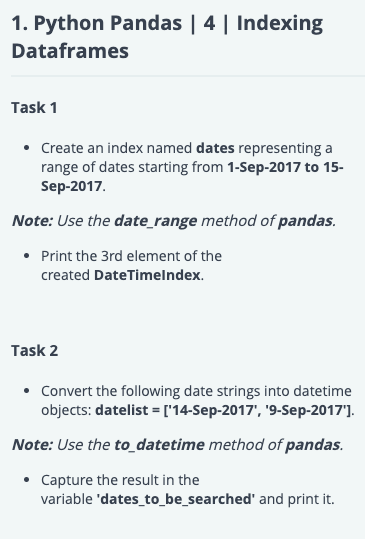 1. Python Pandas | 4 | Indexing
Dataframes
Task 1
• Create an index named dates representing a
range of dates starting from 1-Sep-2017 to 15-
Sep-2017.
Note: Use the date_range method of pandas.
• Print the 3rd element of the
created DateTimeIndex.
Task 2
• Convert the following date strings into datetime
objects: datelist = ['14-Sep-2017', '9-Sep-2017'].
Note: Use the to_datetime method of pandas.
• Capture the result in the
variable 'dates_to_be_searched' and print it.